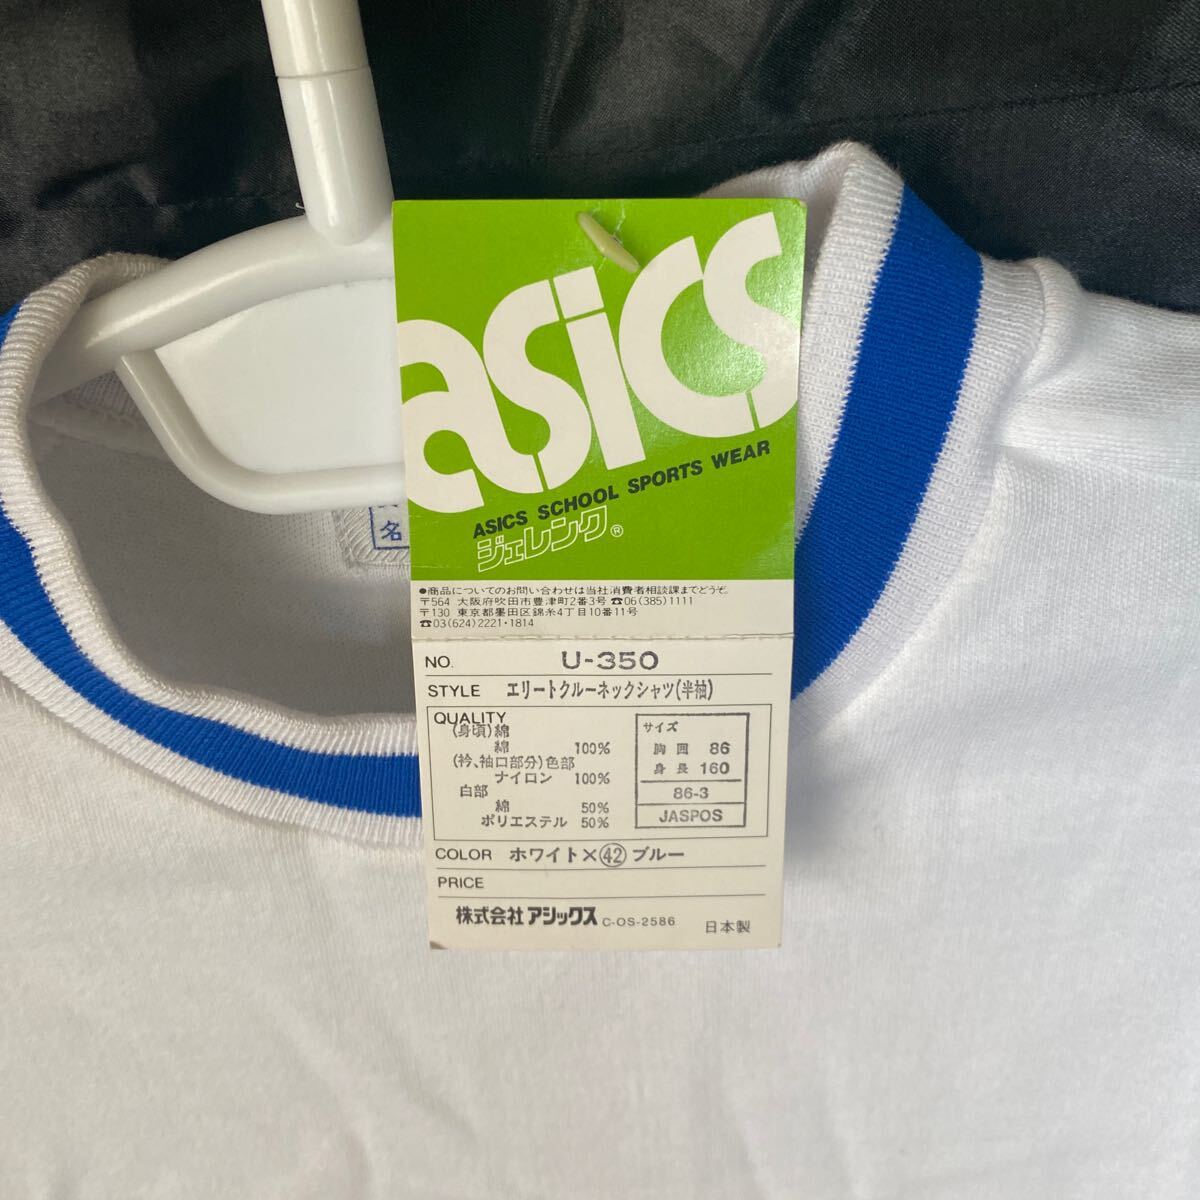 asics
ASICS SCHOOL SPORTS WEAR
ジェレンク®
●商品についてのお問い合わせは当社消費者相談課までどうぞ。
〒564 大阪府吹田市豊津町2番3号 ☎06(385)1111
〒130 東京都墨田区錦糸4丁目10番11号
☎03(624)2221・1814
名
NO. U-350
STYLE エリートクルーネックシャツ(半袖)
QUALITY
(身頃)綿
綿 100%
(衿、袖口部分)色部
ナイロン 100%
白部
綿 50%
ポリエステル 50%
サイズ
胸囲 86
身長 160
86-3
JASPOS
COLOR ホワイト×㊷ブルー
PRICE
株式会社アシックス C-OS-2586 日本製